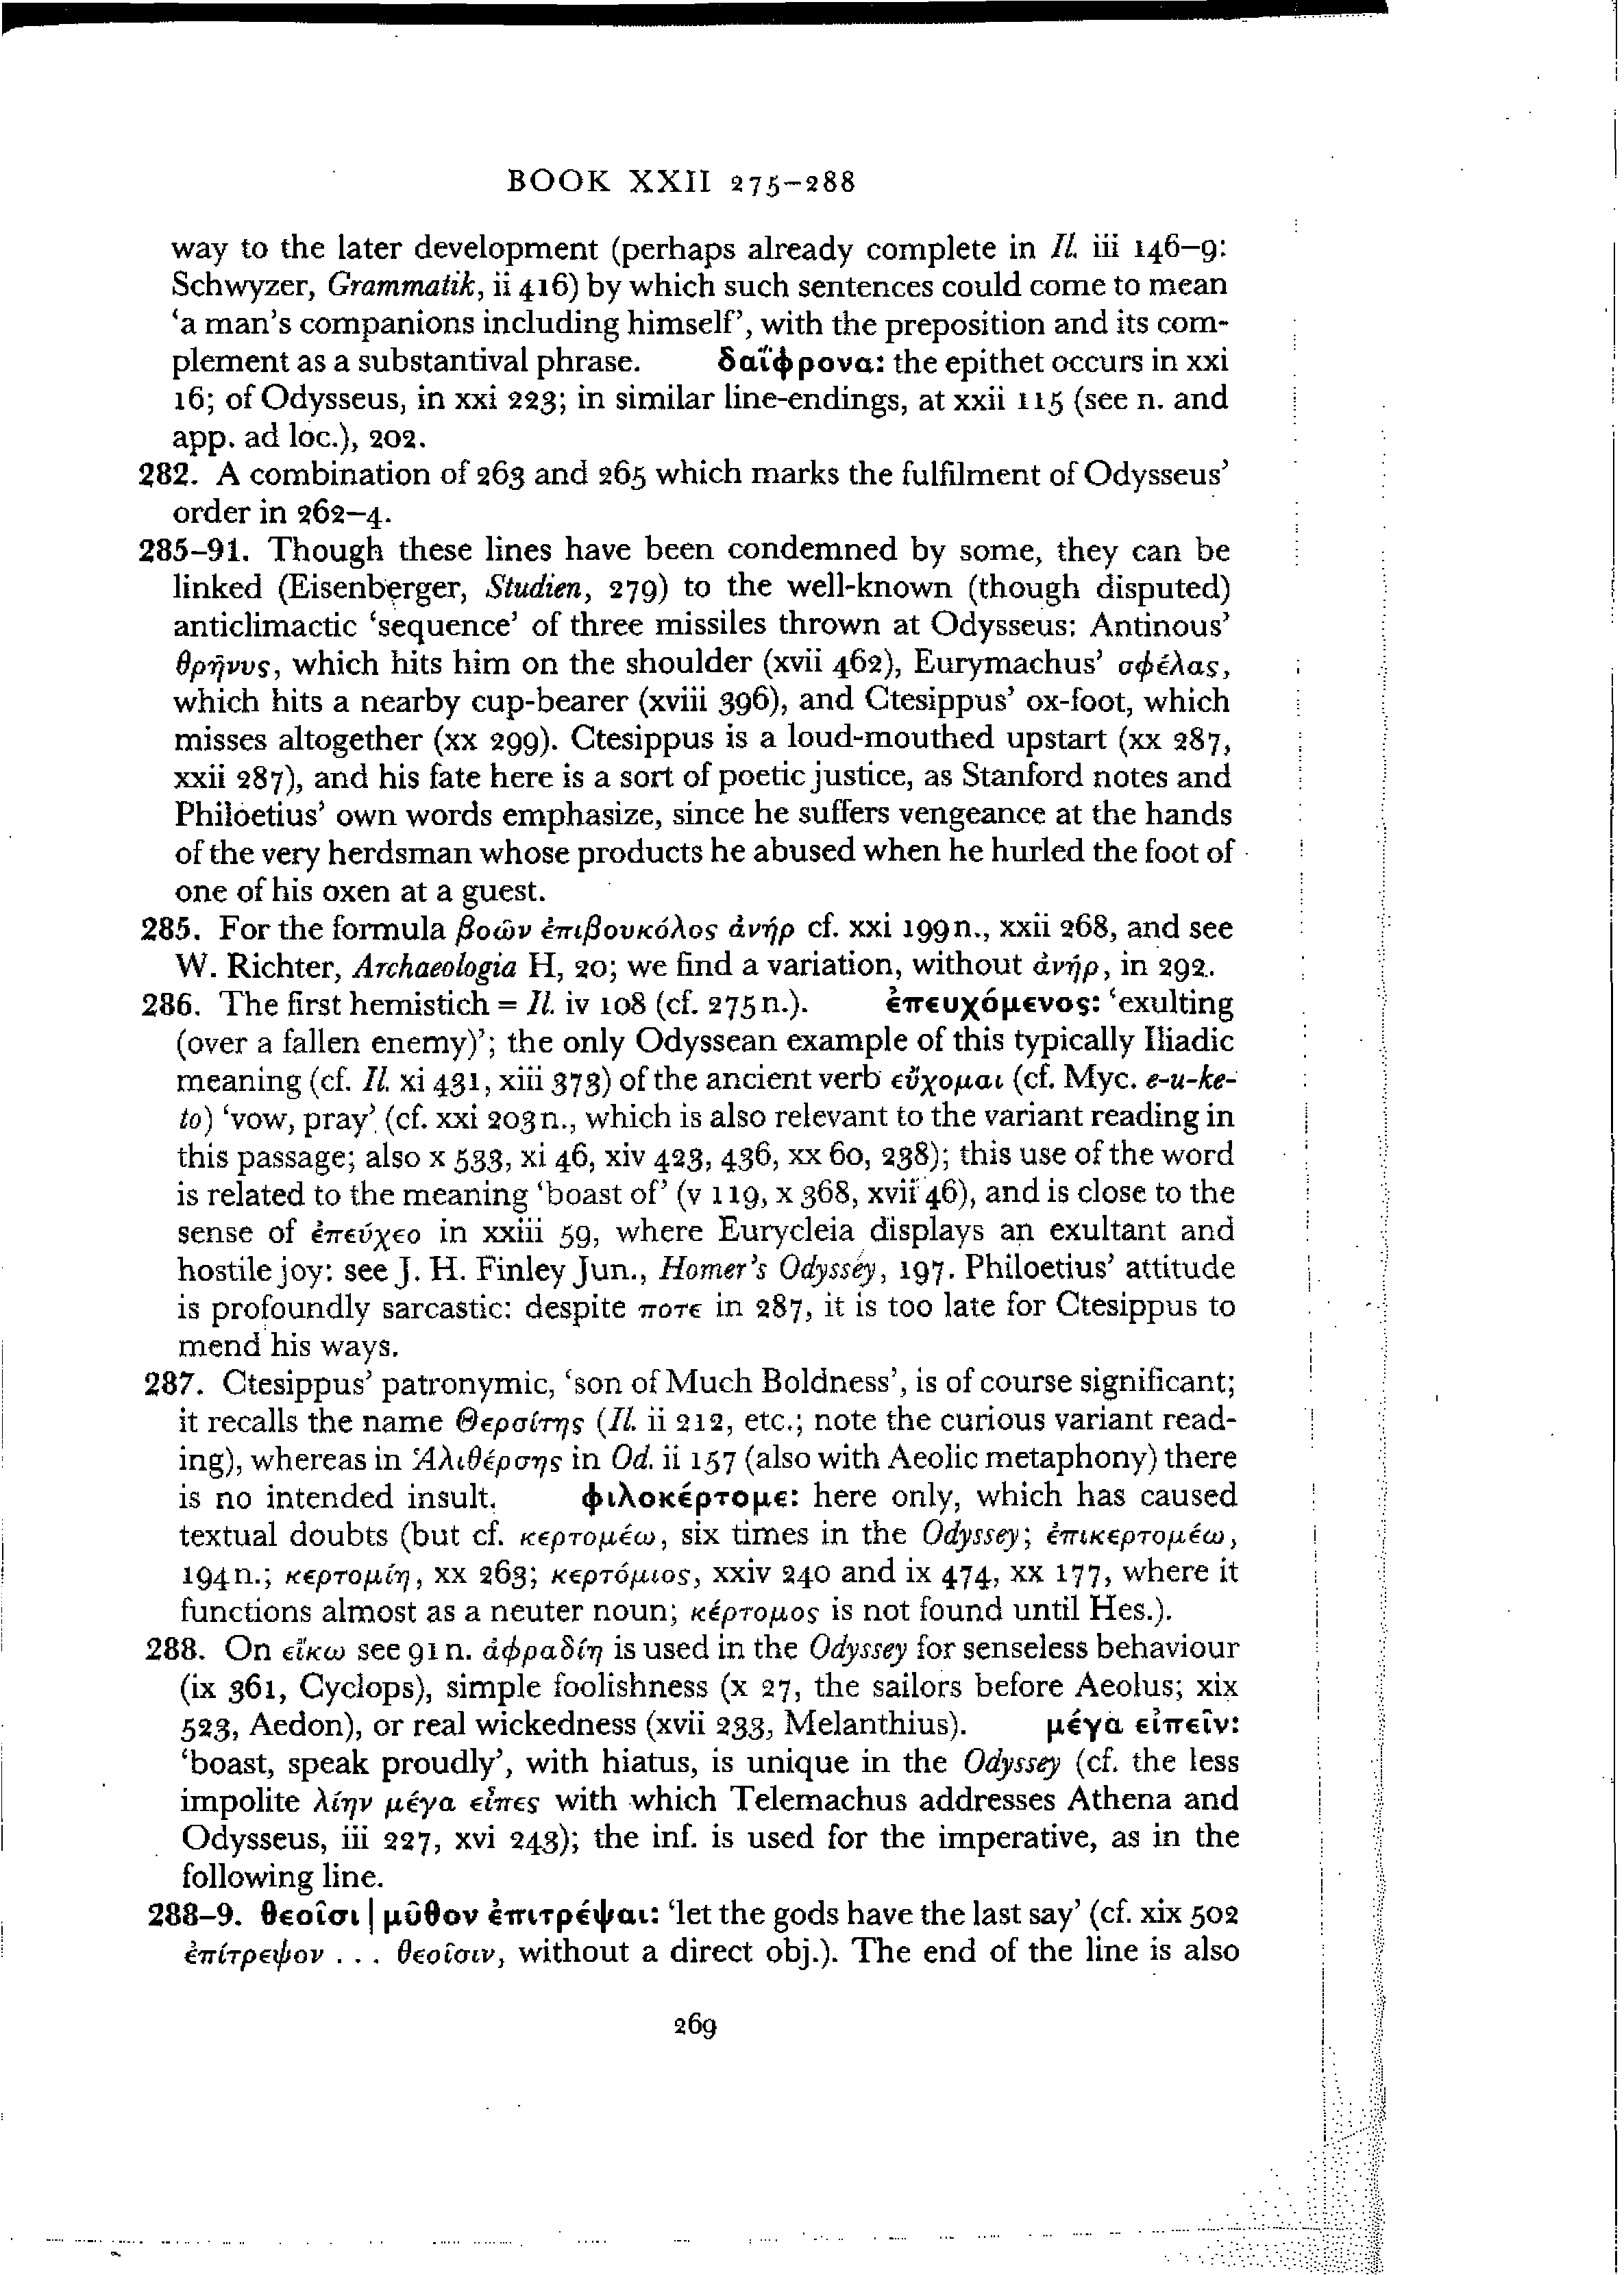 BOOK XXII 275–288
way to the later development (perhaps already complete in Il. iii 146–9:
Schwyzer, Grammatik, ii 416) by which such sentences could come to mean
‘a man’s companions including himself’, with the preposition and its com-
plement as a substantival phrase. δαΐφρονα: the epithet occurs in xxi
16; of Odysseus, in xxi 223; in similar line-endings, at xxii 115 (see n. and
app. ad loc.), 202.
282. A combination of 263 and 265 which marks the fulfilment of Odysseus’
order in 262–4.
285–91. Though these lines have been condemned by some, they can be
linked (Eisenberger, Studien, 279) to the well-known (though disputed)
anticlimactic ‘sequence’ of three missiles thrown at Odysseus: Antinous’
θρῆνυς, which hits him on the shoulder (xvii 462), Eurymachus’ σφέλας,
which hits a nearby cup-bearer (xviii 396), and Ctesippus’ ox-foot, which
misses altogether (xx 299). Ctesippus is a loud-mouthed upstart (xx 287,
xxii 287), and his fate here is a sort of poetic justice, as Stanford notes and
Philoetius’ own words emphasize, since he suffers vengeance at the hands
of the very herdsman whose products he abused when he hurled the foot of
one of his oxen at a guest.
285. For the formula βοῶν ἐπιβουκόλος ἀνήρ cf. xxi 199 n., xxii 268, and see
W. Richter, Archaeologia H, 20; we find a variation, without ἀνήρ, in 292.
286. The first hemistich = Il. iv 108 (cf. 275 n.). ἐπευχόμενος: ‘exulting
(over a fallen enemy)’; the only Odyssean example of this typically Iliadic
meaning (cf. Il. xi 431, xiii 373) of the ancient verb εὔχομαι (cf. Myc. e-u-ke-
to) ‘vow, pray’ (cf. xxi 203 n., which is also relevant to the variant reading in
this passage; also x 533, xi 46, xiv 423, 436, xx 60, 238); this use of the word
is related to the meaning ‘boast of’ (v 119, x 368, xvii 46), and is close to the
sense of ἐπεύχεο in xxiii 59, where Eurycleia displays an exultant and
hostile joy: see J. H. Finley Jun., Homer’s Odyssey, 197. Philoetius’ attitude
is profoundly sarcastic: despite ποτε in 287, it is too late for Ctesippus to
mend his ways.
287. Ctesippus’ patronymic, ‘son of Much Boldness’, is of course significant;
it recalls the name Θερσίτης (Il. ii 212, etc.; note the curious variant read-
ing), whereas in Ἁλιθέρσης in Od. ii 157 (also with Aeolic metaphony) there
is no intended insult. φιλοκέρτομε: here only, which has caused
textual doubts (but cf. κερτομέω, six times in the Odyssey; ἐπικερτομέω,
194 n.; κερτομίη, xx 263; κερτόμιος, xxiv 240 and ix 474, xx 177, where it
functions almost as a neuter noun; κέρτομος is not found until Hes.).
288. On εἴκω see 91 n. ἀφραδίη is used in the Odyssey for senseless behaviour
(ix 361, Cyclops), simple foolishness (x 27, the sailors before Aeolus; xix
523, Aedon), or real wickedness (xvii 233, Melanthius). μέγα εἰπεῖν:
‘boast, speak proudly’, with hiatus, is unique in the Odyssey (cf. the less
impolite λίην μέγα εἶπες with which Telemachus addresses Athena and
Odysseus, iii 227, xvi 243); the inf. is used for the imperative, as in the
following line.
288–9. θεοῖσι | μῦθον ἐπιτρέψαι: ‘let the gods have the last say’ (cf. xix 502
ἐπίτρεψον . . . θεοῖσιν, without a direct obj.). The end of the line is also
269